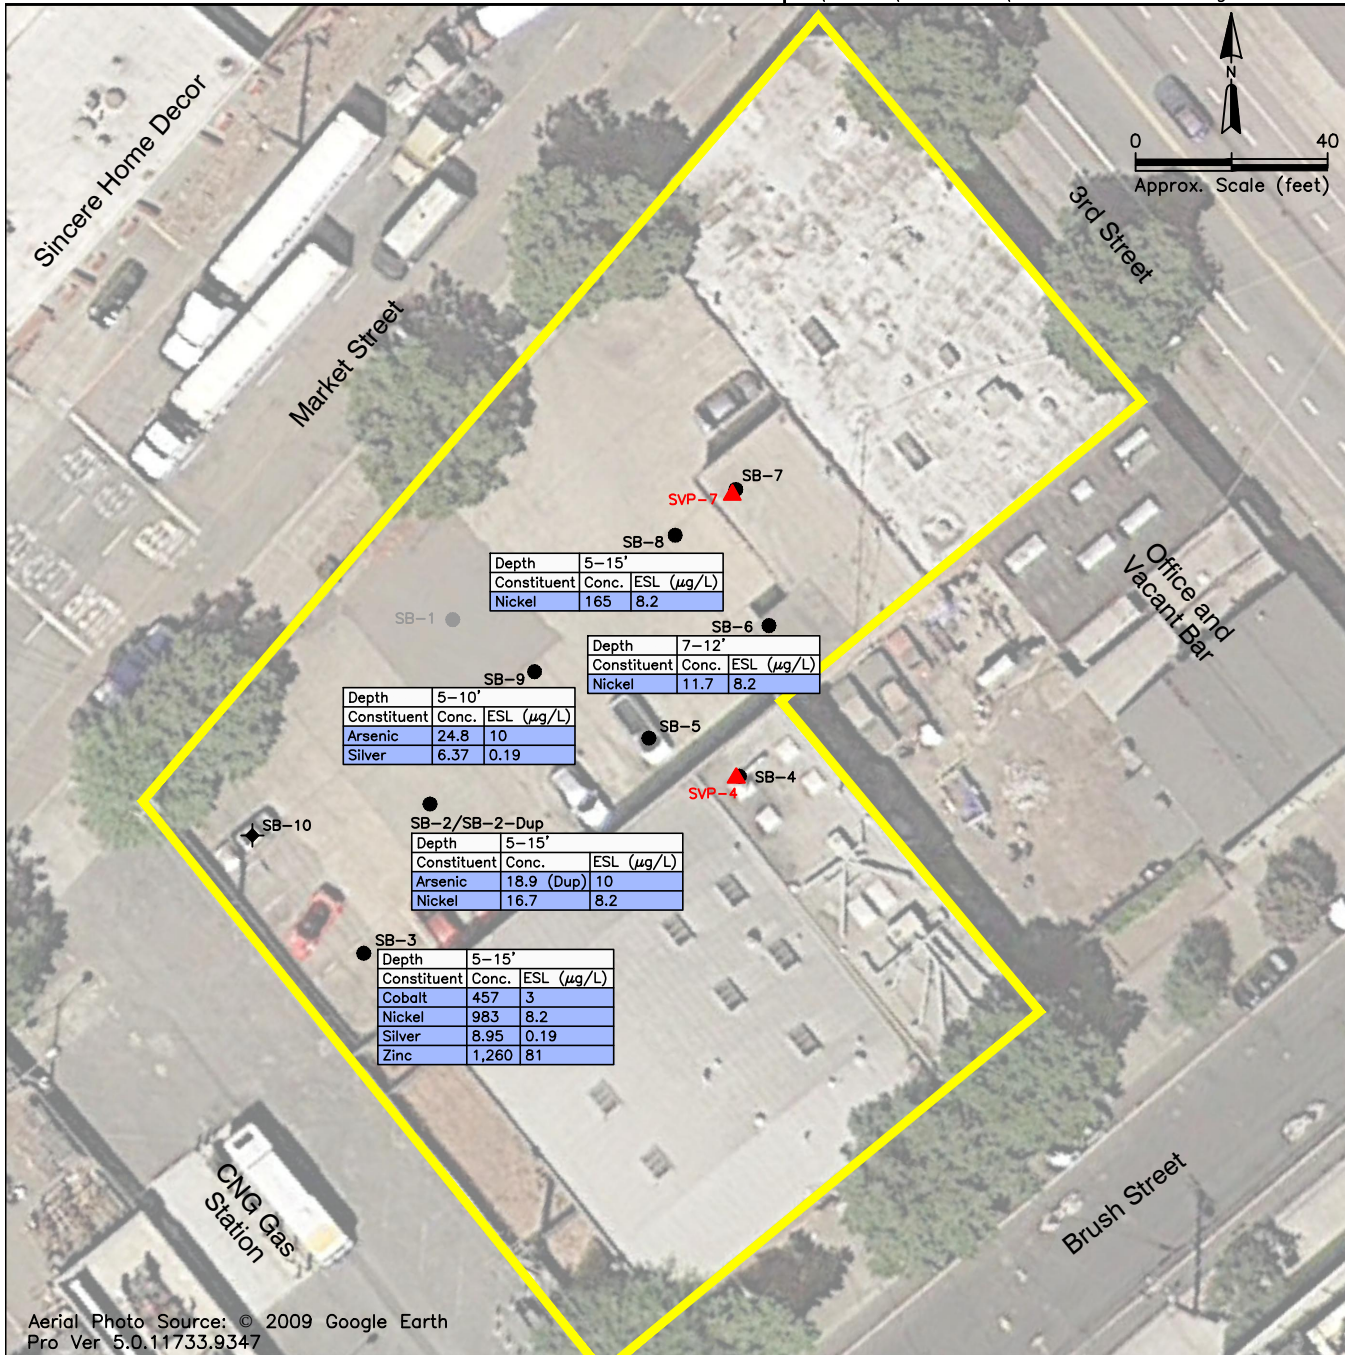 N
0 40
Approx. Scale (feet)
Sincere Home Decor
3rd Street
Market Street
SB-7
SVP-7
SB-8
Depth 5-15'
Constituent Conc. ESL (µg/L)
Nickel 165 8.2
Office and
Vacant Bar
SB-1
SB-6
Depth 7-12'
Constituent Conc. ESL (µg/L)
Nickel 11.7 8.2
SB-9
Depth 5-10'
Constituent Conc. ESL (µg/L)
Arsenic 24.8 10
Silver 6.37 0.19
SB-5
SB-4
SVP-4
SB-10
SB-2/SB-2-Dup
Depth 5-15'
Constituent Conc. ESL (µg/L)
Arsenic 18.9 (Dup) 10
Nickel 16.7 8.2
SB-3
Depth 5-15'
Constituent Conc. ESL (µg/L)
Cobalt 457 3
Nickel 983 8.2
Silver 8.95 0.19
Zinc 1,260 81
CNG Gas
Station
Brush Street
Aerial Photo Source: © 2009 Google Earth
Pro Ver 5.0.11733.9347